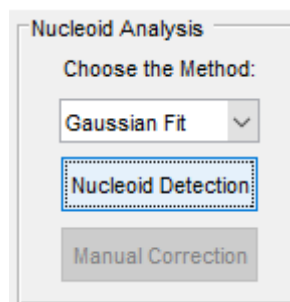 Nucleoid Analysis
Choose the Method:
Gaussian Fit
Nucleoid Detection
Manual Correction